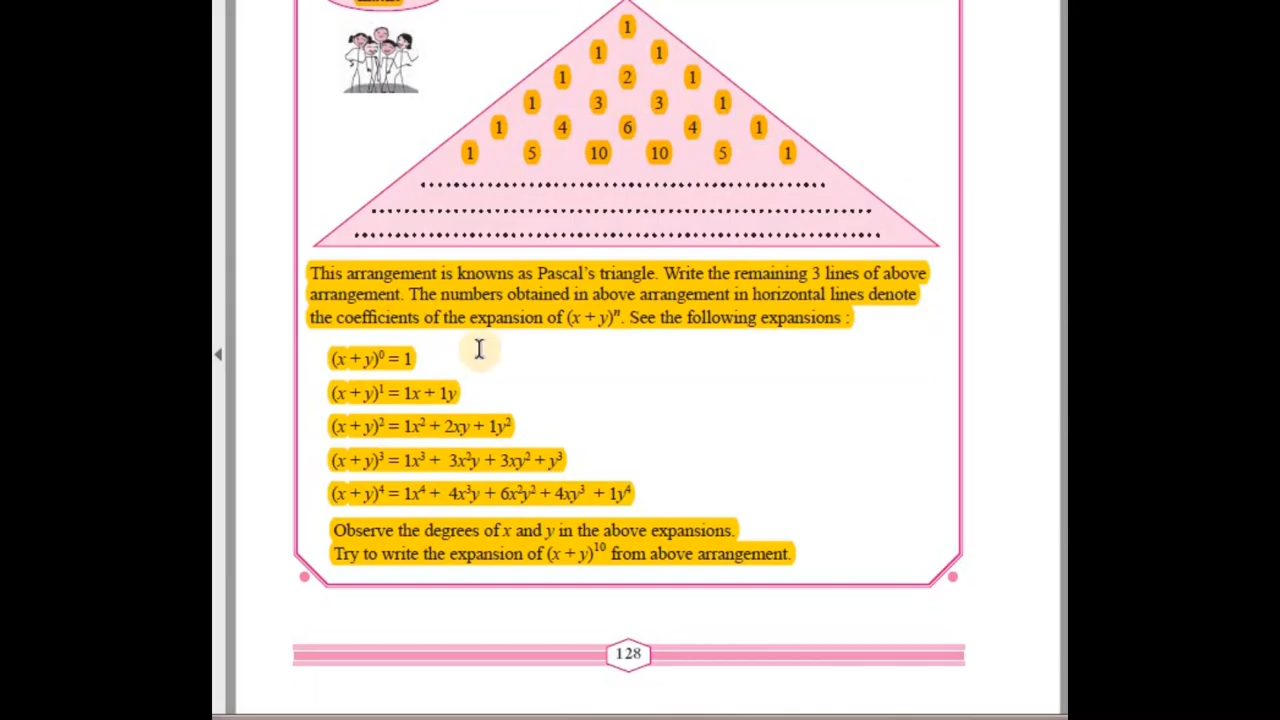 1
1 1
1 2 1
1 3 3 1
1 4 6 4 1
1 5 10 10 5 1
This arrangement is knowns as Pascal's triangle. Write the remaining 3 lines of above
arrangement. The numbers obtained in above arrangement in horizontal lines denote
the coefficients of the expansion of (x + y)ⁿ. See the following expansions :
(x + y)⁰ = 1
(x + y)¹ = 1x + 1y
(x + y)² = 1x² + 2xy + 1y²
(x + y)³ = 1x³ + 3x²y + 3xy² + y³
(x + y)⁴ = 1x⁴ + 4x³y + 6x²y² + 4xy³ + 1y⁴
Observe the degrees of x and y in the above expansions.
Try to write the expansion of (x + y)¹⁰ from above arrangement.
128